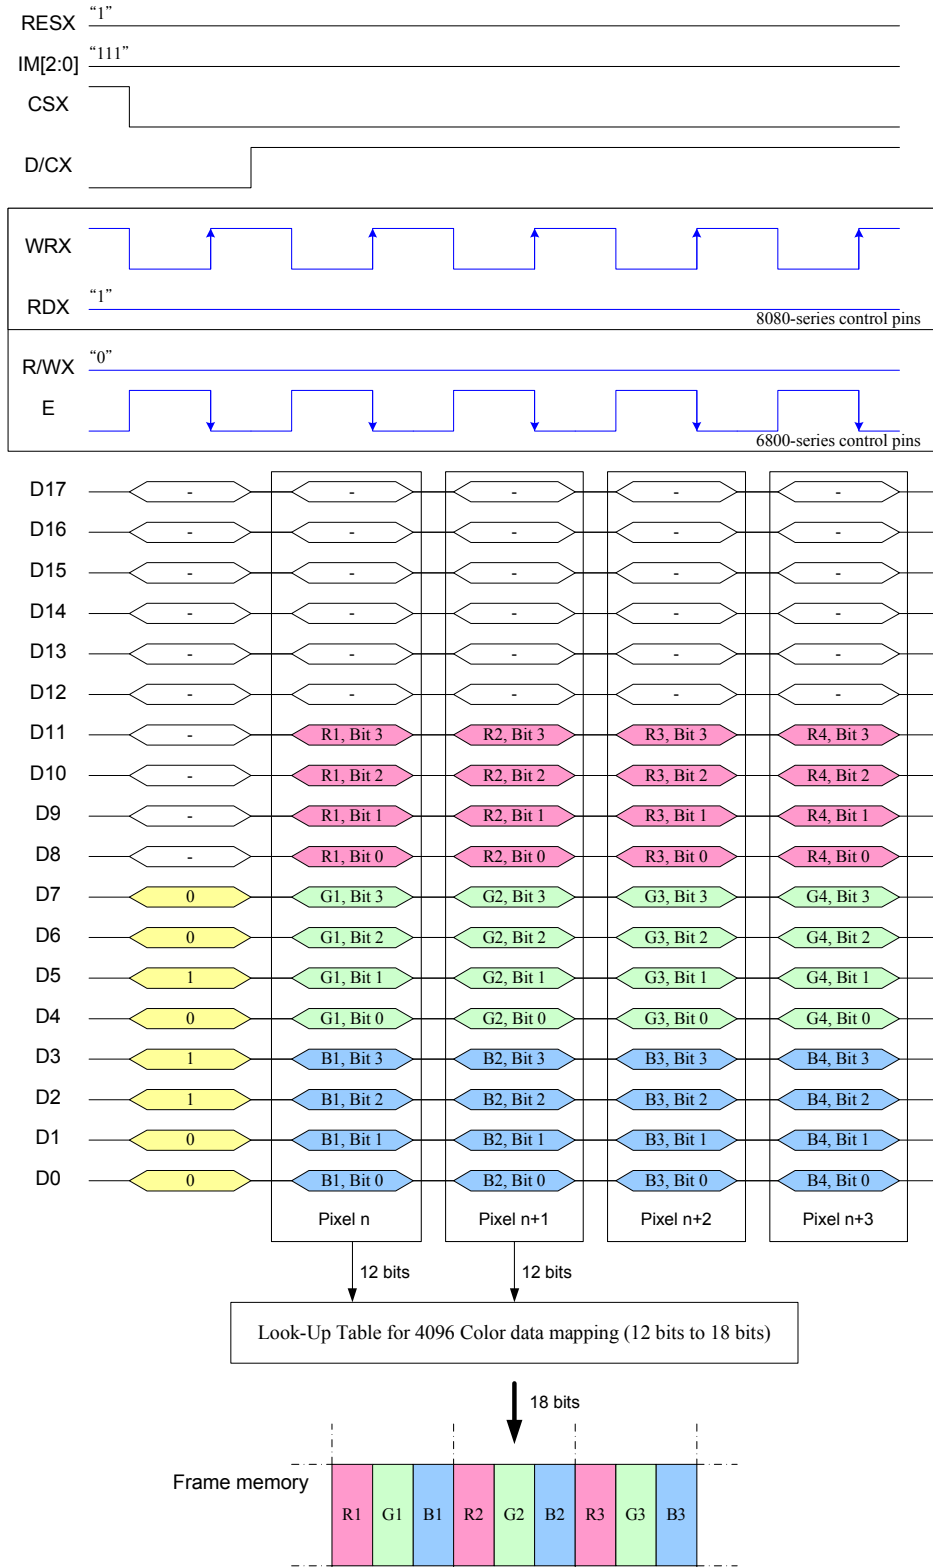 RESX "1"
IM[2:0] "111"
CSX
D/CX
WRX
RDX "1"
8080-series control pins
R/WX "0"
E
6800-series control pins
D17 - - - - -
D16 - - - - -
D15 - - - - -
D14 - - - - -
D13 - - - - -
D12 - - - - -
D11 - R1, Bit 3 R2, Bit 3 R3, Bit 3 R4, Bit 3
D10 - R1, Bit 2 R2, Bit 2 R3, Bit 2 R4, Bit 2
D9 - R1, Bit 1 R2, Bit 1 R3, Bit 1 R4, Bit 1
D8 - R1, Bit 0 R2, Bit 0 R3, Bit 0 R4, Bit 0
D7 0 G1, Bit 3 G2, Bit 3 G3, Bit 3 G4, Bit 3
D6 0 G1, Bit 2 G2, Bit 2 G3, Bit 2 G4, Bit 2
D5 1 G1, Bit 1 G2, Bit 1 G3, Bit 1 G4, Bit 1
D4 0 G1, Bit 0 G2, Bit 0 G3, Bit 0 G4, Bit 0
D3 1 B1, Bit 3 B2, Bit 3 B3, Bit 3 B4, Bit 3
D2 1 B1, Bit 2 B2, Bit 2 B3, Bit 2 B4, Bit 2
D1 0 B1, Bit 1 B2, Bit 1 B3, Bit 1 B4, Bit 1
D0 0 B1, Bit 0 B2, Bit 0 B3, Bit 0 B4, Bit 0
Pixel n Pixel n+1 Pixel n+2 Pixel n+3
12 bits 12 bits
Look-Up Table for 4096 Color data mapping (12 bits to 18 bits)
18 bits
Frame memory
R1 G1 B1 R2 G2 B2 R3 G3 B3